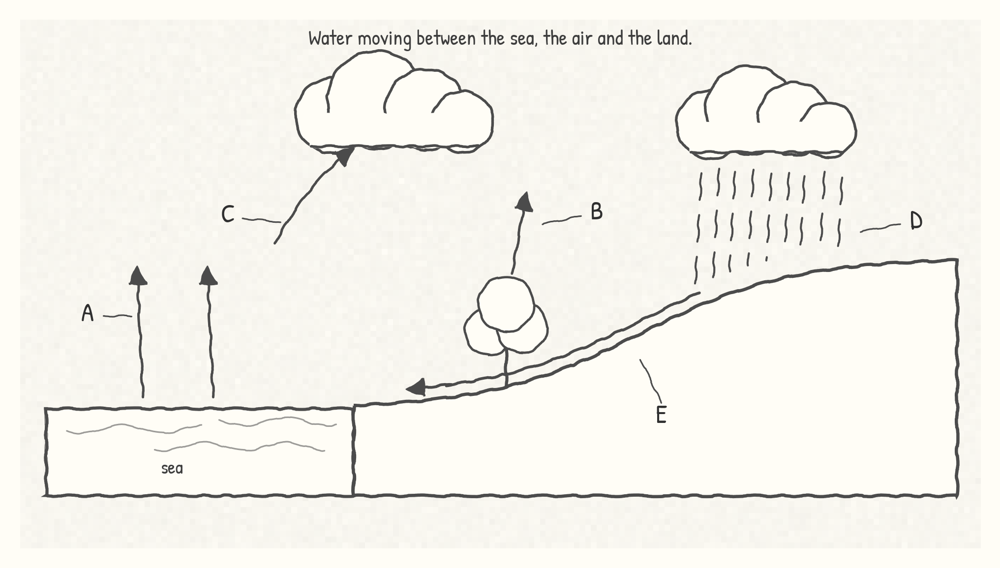 Water moving between the sea, the air and the land.
C
B
D
A
E
sea